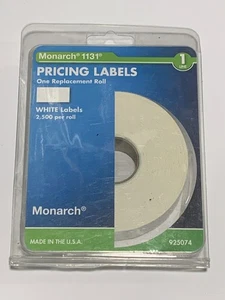 Monarch® 1131®
PRICING LABELS
One Replacement Roll
1
WHITE Labels
2,500 per roll
Monarch®
MADE IN THE U.S.A.
925074